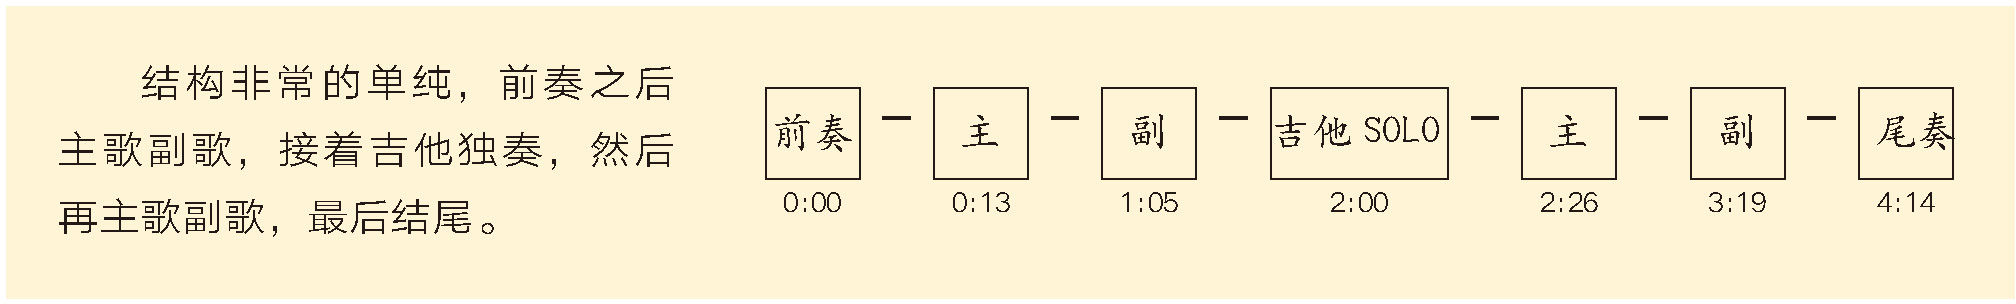 结构非常的单纯，前奏之后
主歌副歌，接着吉他独奏，然后
再主歌副歌，最后结尾。
前奏 – 主 – 副 – 吉他 SOLO – 主 – 副 – 尾奏
0:00 0:13 1:05 2:00 2:26 3:19 4:14